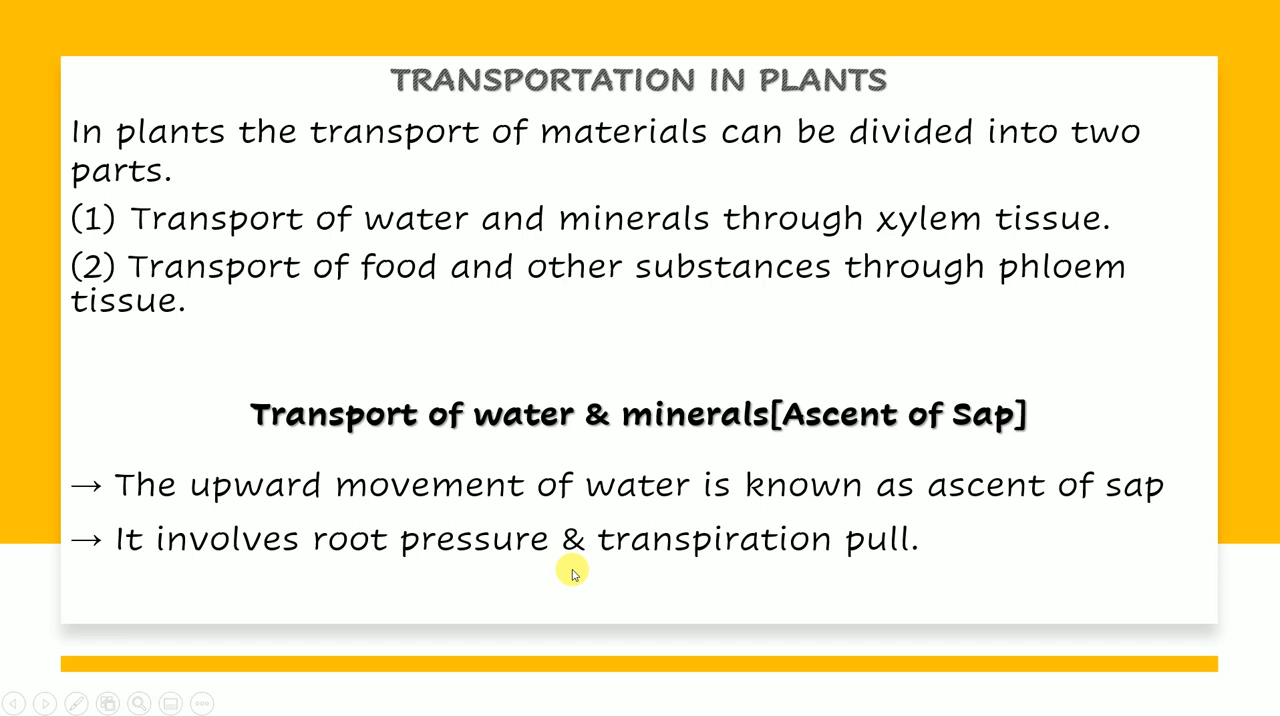 TRANSPORTATION IN PLANTS
In plants the transport of materials can be divided into two
parts.
(1) Transport of water and minerals through xylem tissue.
(2) Transport of food and other substances through phloem
tissue.
Transport of water & minerals[Ascent of Sap]
→ The upward movement of water is known as ascent of sap
→ It involves root pressure & transpiration pull.